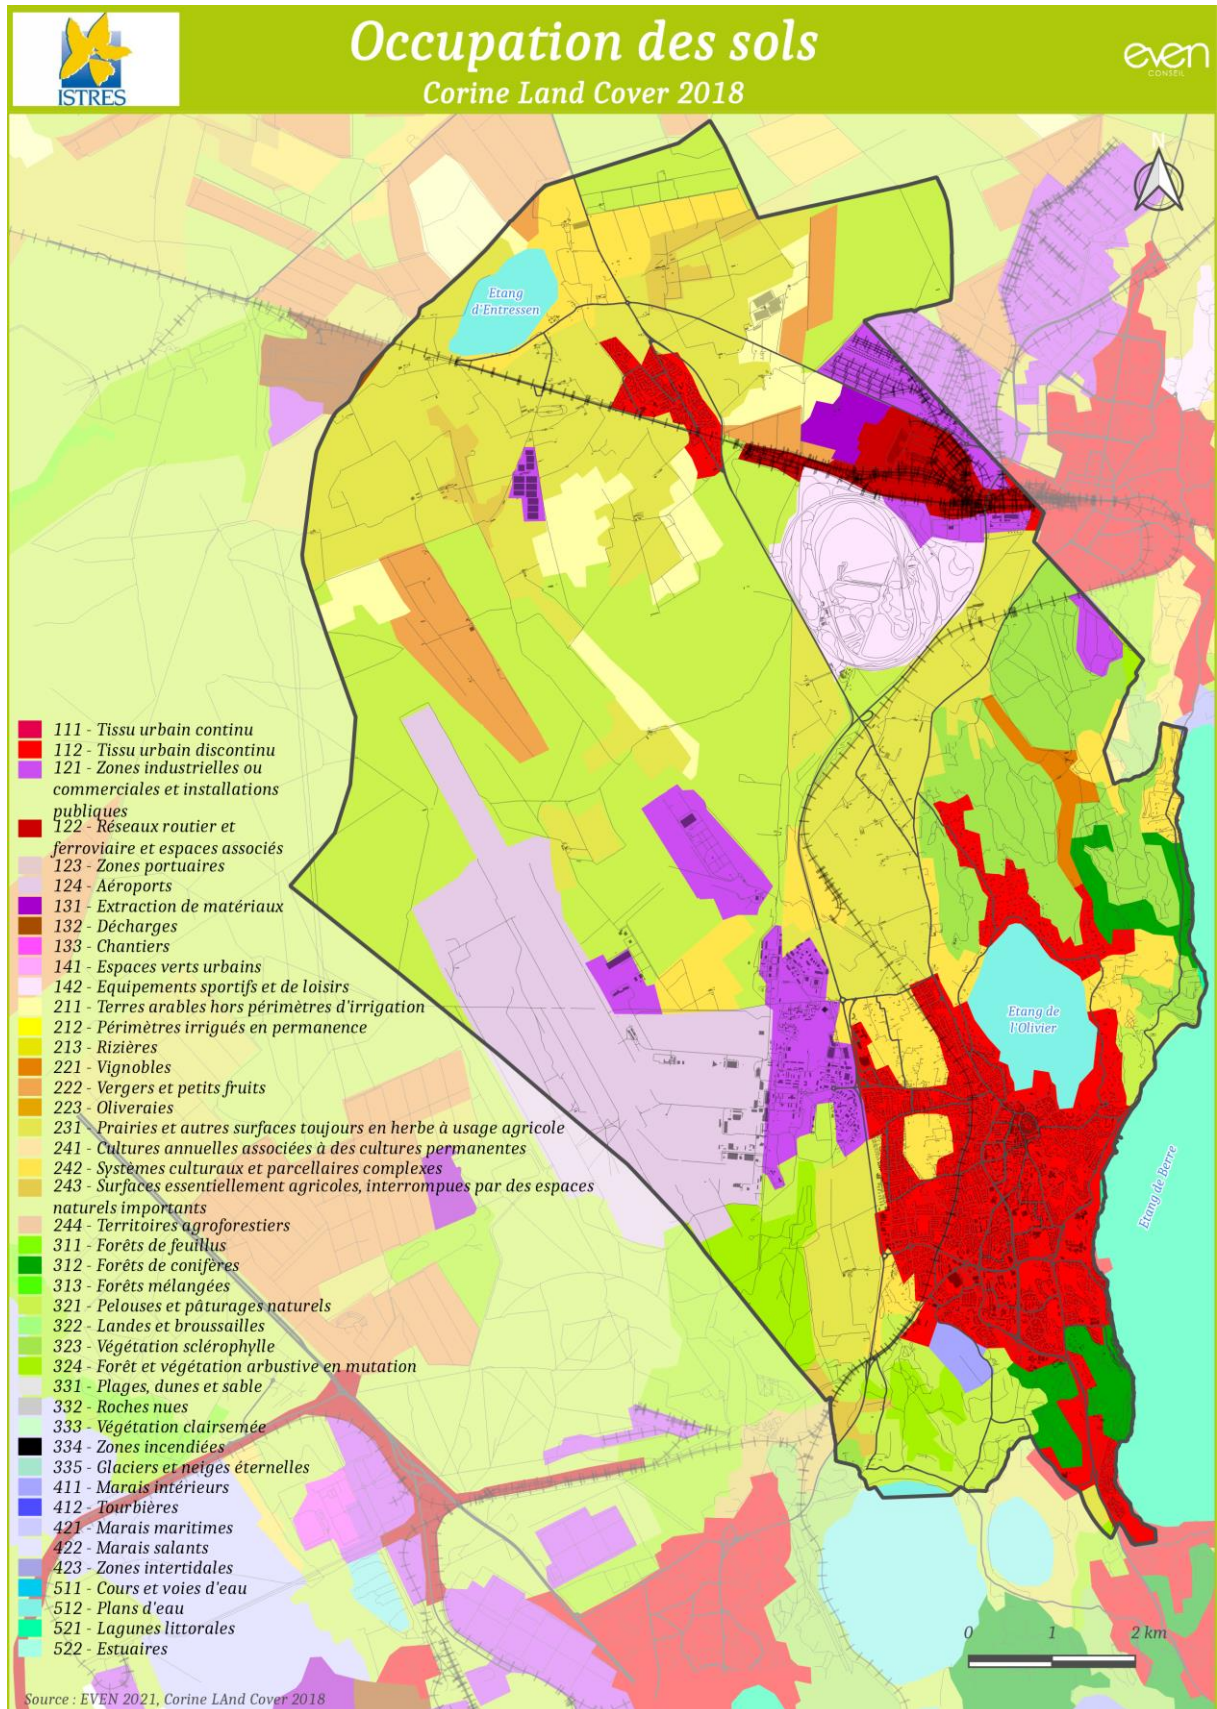 Occupation des sols
Corine Land Cover 2018
ISTRES
even
CONSEIL
N
Etang
d'Entressen
Etang de
l'Olivier
Etang de Berre
111 - Tissu urbain continu
112 - Tissu urbain discontinu
121 - Zones industrielles ou
commerciales et installations
publiques
122 - Réseaux routier et
ferroviaire et espaces associés
123 - Zones portuaires
124 - Aéroports
131 - Extraction de matériaux
132 - Décharges
133 - Chantiers
141 - Espaces verts urbains
142 - Equipements sportifs et de loisirs
211 - Terres arables hors périmètres d'irrigation
212 - Périmètres irrigués en permanence
213 - Rizières
221 - Vignobles
222 - Vergers et petits fruits
223 - Oliveraies
231 - Prairies et autres surfaces toujours en herbe à usage agricole
241 - Cultures annuelles associées à des cultures permanentes
242 - Systèmes culturaux et parcellaires complexes
243 - Surfaces essentiellement agricoles, interrompues par des espaces
naturels importants
244 - Territoires agroforestiers
311 - Forêts de feuillus
312 - Forêts de conifères
313 - Forêts mélangées
321 - Pelouses et pâturages naturels
322 - Landes et broussailles
323 - Végétation sclérophylle
324 - Forêt et végétation arbustive en mutation
331 - Plages, dunes et sable
332 - Roches nues
333 - Végétation clairsemée
334 - Zones incendiées
335 - Glaciers et neiges éternelles
411 - Marais intérieurs
412 - Tourbières
421 - Marais maritimes
422 - Marais salants
423 - Zones intertidales
511 - Cours et voies d'eau
512 - Plans d'eau
521 - Lagunes littorales
522 - Estuaires
0 1 2 km
Source : EVEN 2021, Corine LAnd Cover 2018